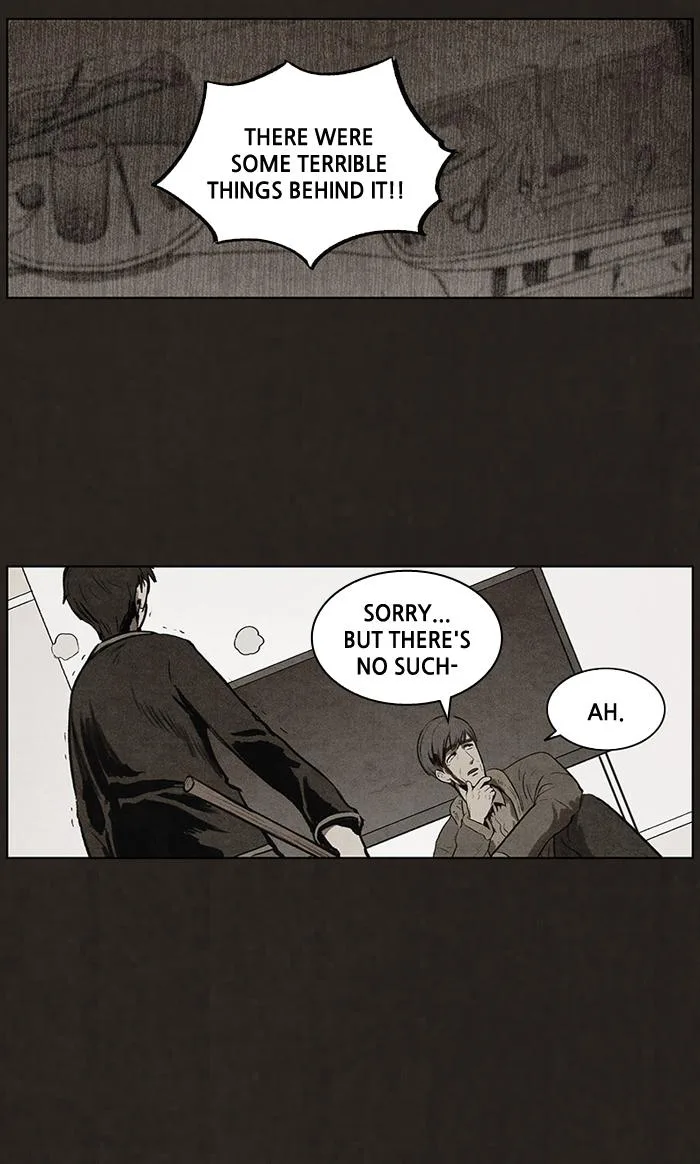 THERE WERE
SOME TERRIBLE
THINGS BEHIND IT!!
SORRY...
BUT THERE'S
NO SUCH-
AH.